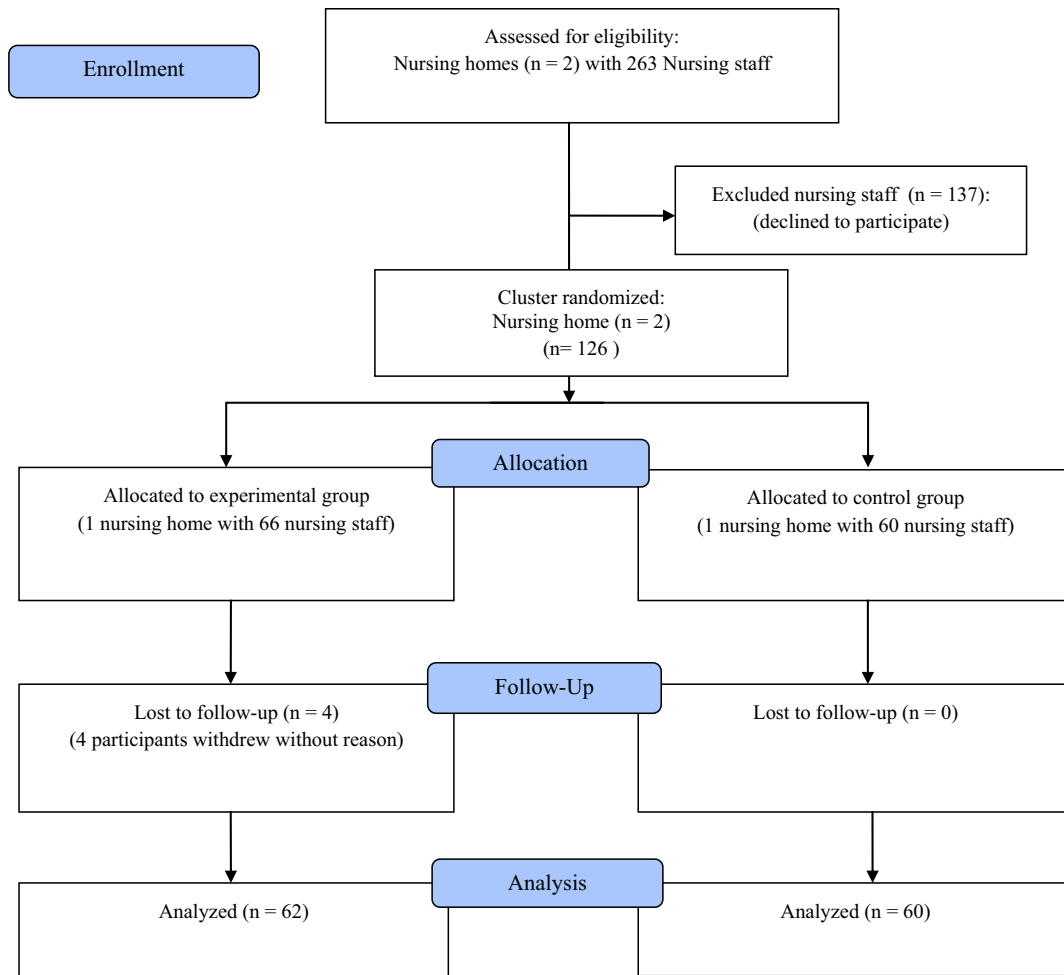 Enrollment
Assessed for eligibility:
Nursing homes (n = 2) with 263 Nursing staff
Excluded nursing staff  (n = 137):
(declined to participate)
Cluster randomized:
Nursing home (n = 2)
(n= 126 )
Allocation
Allocated to experimental group
(1 nursing home with 66 nursing staff)
Allocated to control group
(1 nursing home with 60 nursing staff)
Follow-Up
Lost to follow-up (n = 4)
(4 participants withdrew without reason)
Lost to follow-up (n = 0)
Analysis
Analyzed (n = 62)
Analyzed (n = 60)